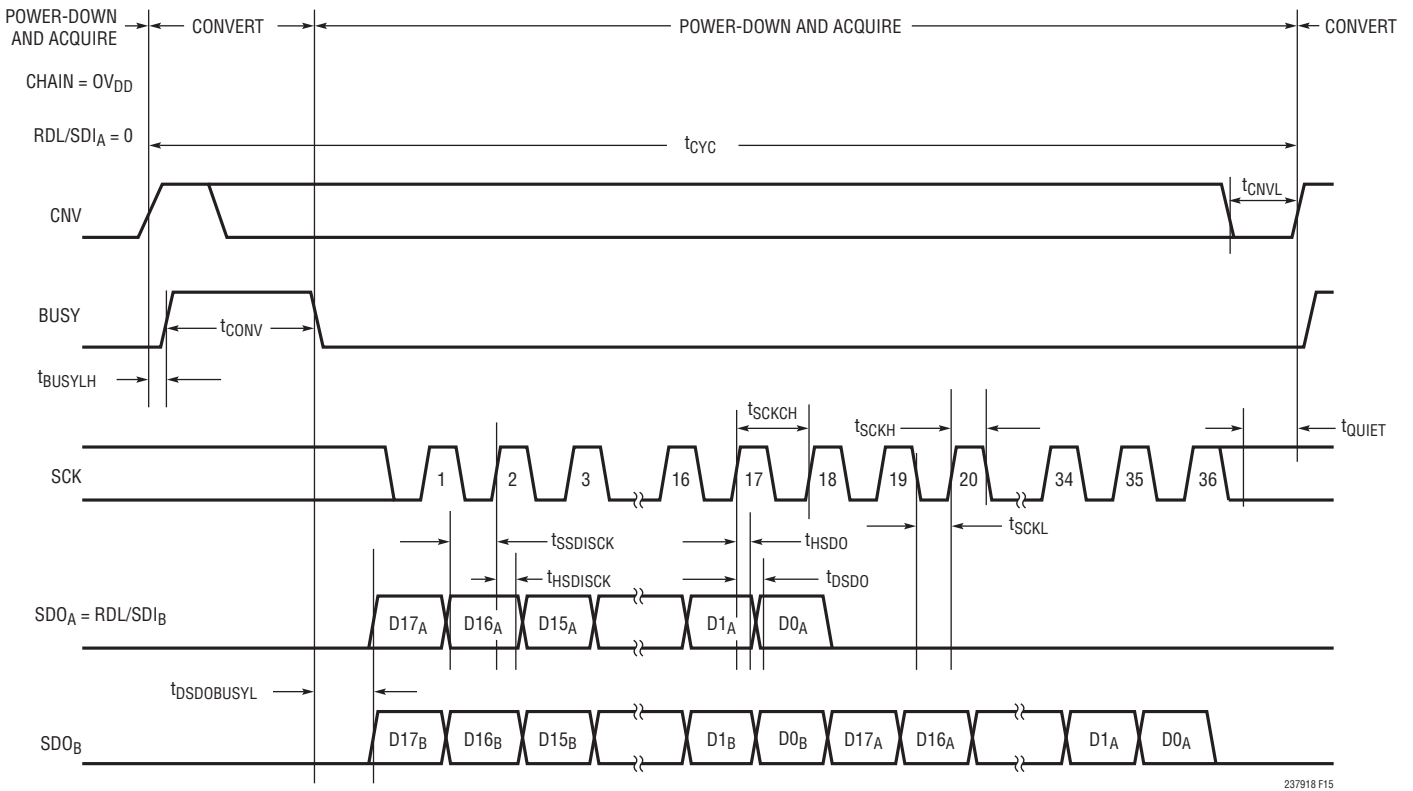 POWER-DOWN
AND ACQUIRE
CONVERT
POWER-DOWN AND ACQUIRE
CONVERT
CHAIN = OVDD
RDL/SDIA = 0
tCYC
CNV
tCNVL
BUSY
tCONV
tBUSYLH
tSCKCH
tSCKH
tQUIET
SCK
1
2
3
16
17
18
19
20
34
35
36
tSSDISCK
tHSDO
tSCKL
tHSDISCK
tDSDO
SDOA = RDL/SDIB
D17A
D16A
D15A
D1A
D0A
tDSDOBUSYL
SDOB
D17B
D16B
D15B
D1B
D0B
D17A
D16A
D1A
D0A
237918 F15